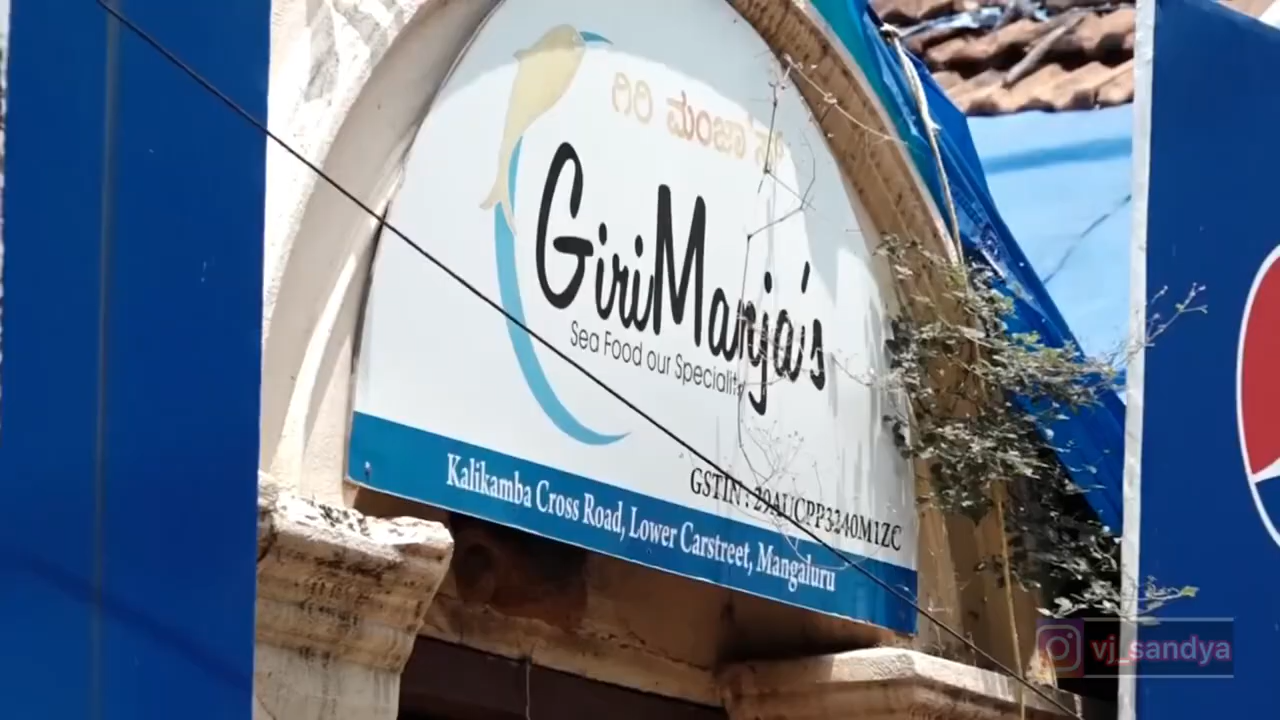 ಗಿರಿ ಮಂಜಾ'ಸ್
GiriManja's
Sea Food our Speciality
GSTIN : 29AUCPP3240M1ZC
Kalikamba Cross Road, Lower Carstreet, Mangaluru
vj_sandya